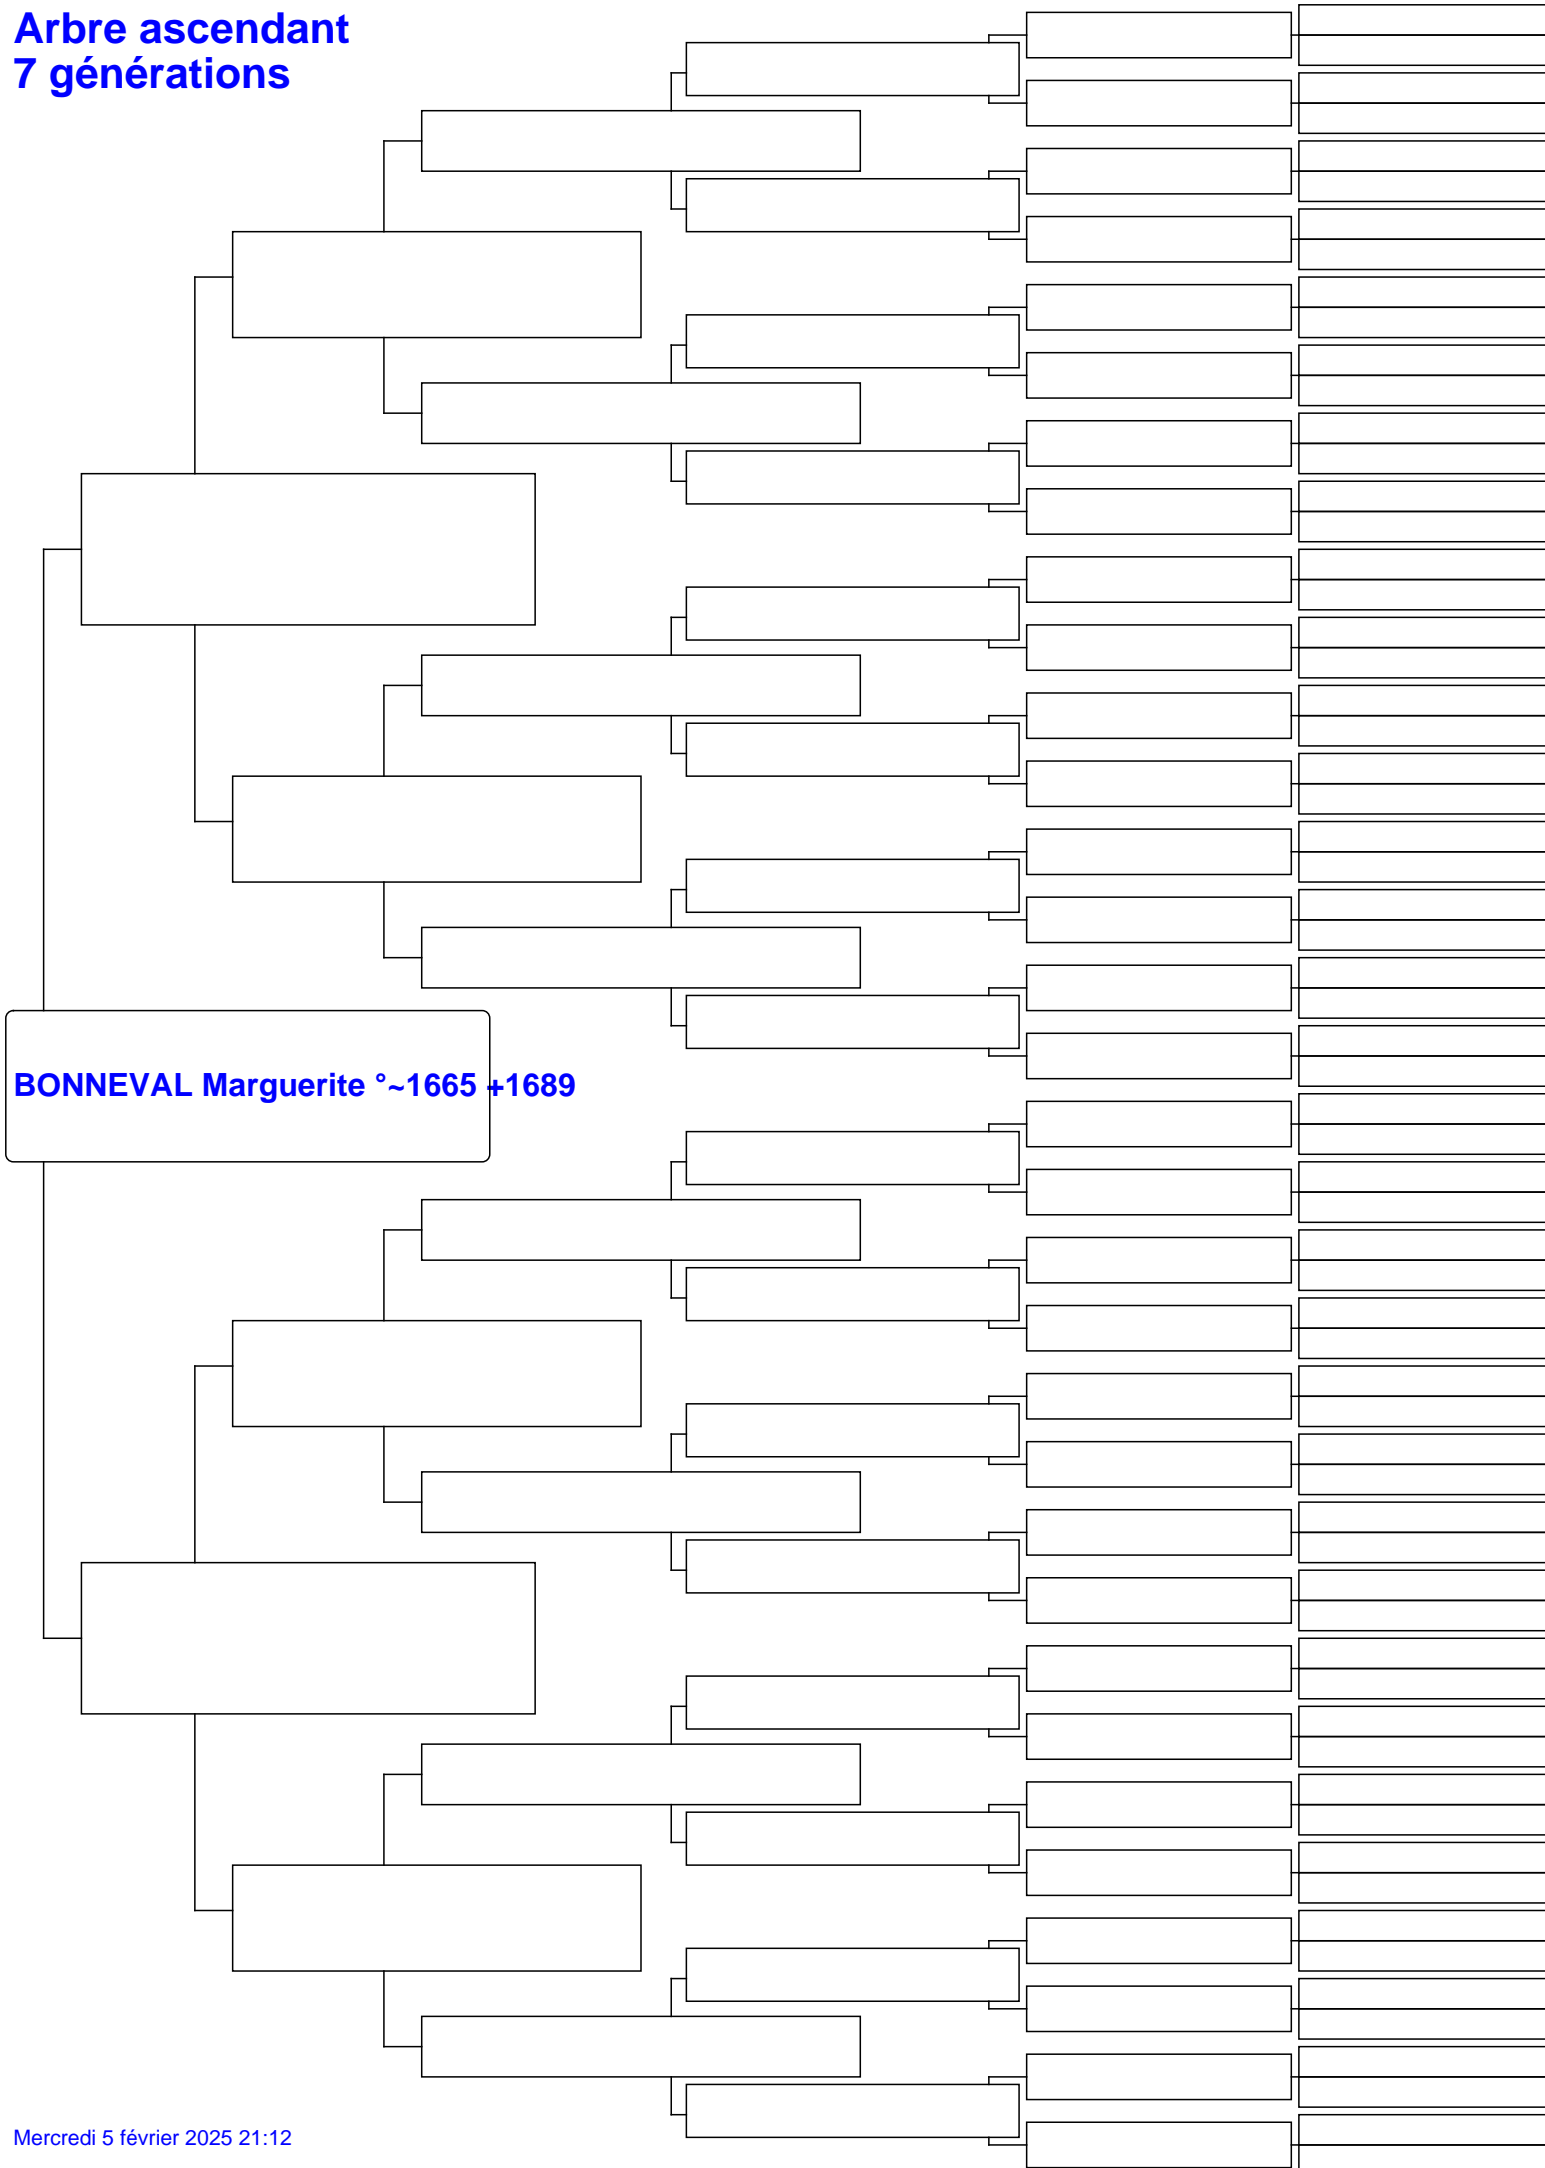 Arbre ascendant
7 générations
BONNEVAL Marguerite °~1665 +1689
Mercredi 5 février 2025 21:12